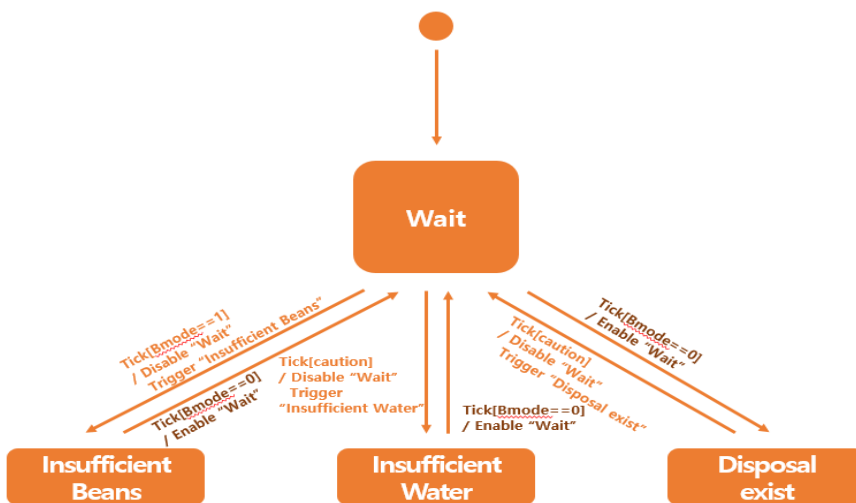 Wait
Tick[Bmode==1]
/ Disable “Wait”
Trigger “Insufficient Beans”
Tick[Bmode==0]
/ Enable “Wait”
Tick[caution]
/ Disable “Wait”
Trigger
“Insufficient Water”
Tick[Bmode==0]
/ Enable “Wait”
Tick[caution]
/ Disable “Wait”
Trigger “Disposal exist”
Tick[Bmode==0]
/ Enable “Wait”
Insufficient
Beans
Insufficient
Water
Disposal
exist